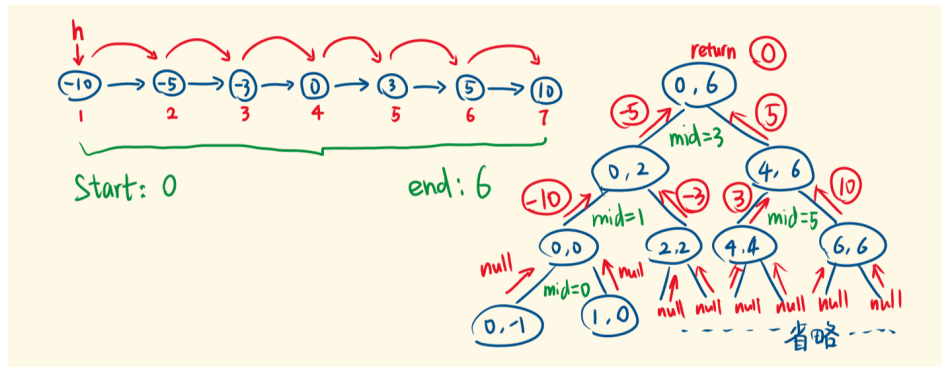 h
-10 -5 -3 0 3 5 10
1 2 3 4 5 6 7
Start: 0 end: 6
return 0
0, 6
-5 mid=3 5
0, 2 4, 6
-10 mid=1 -3 3 mid=5 10
0,0 2,2 4,4 6,6
null mid=0 null
0,-1 1,0 null null null null null null
省略